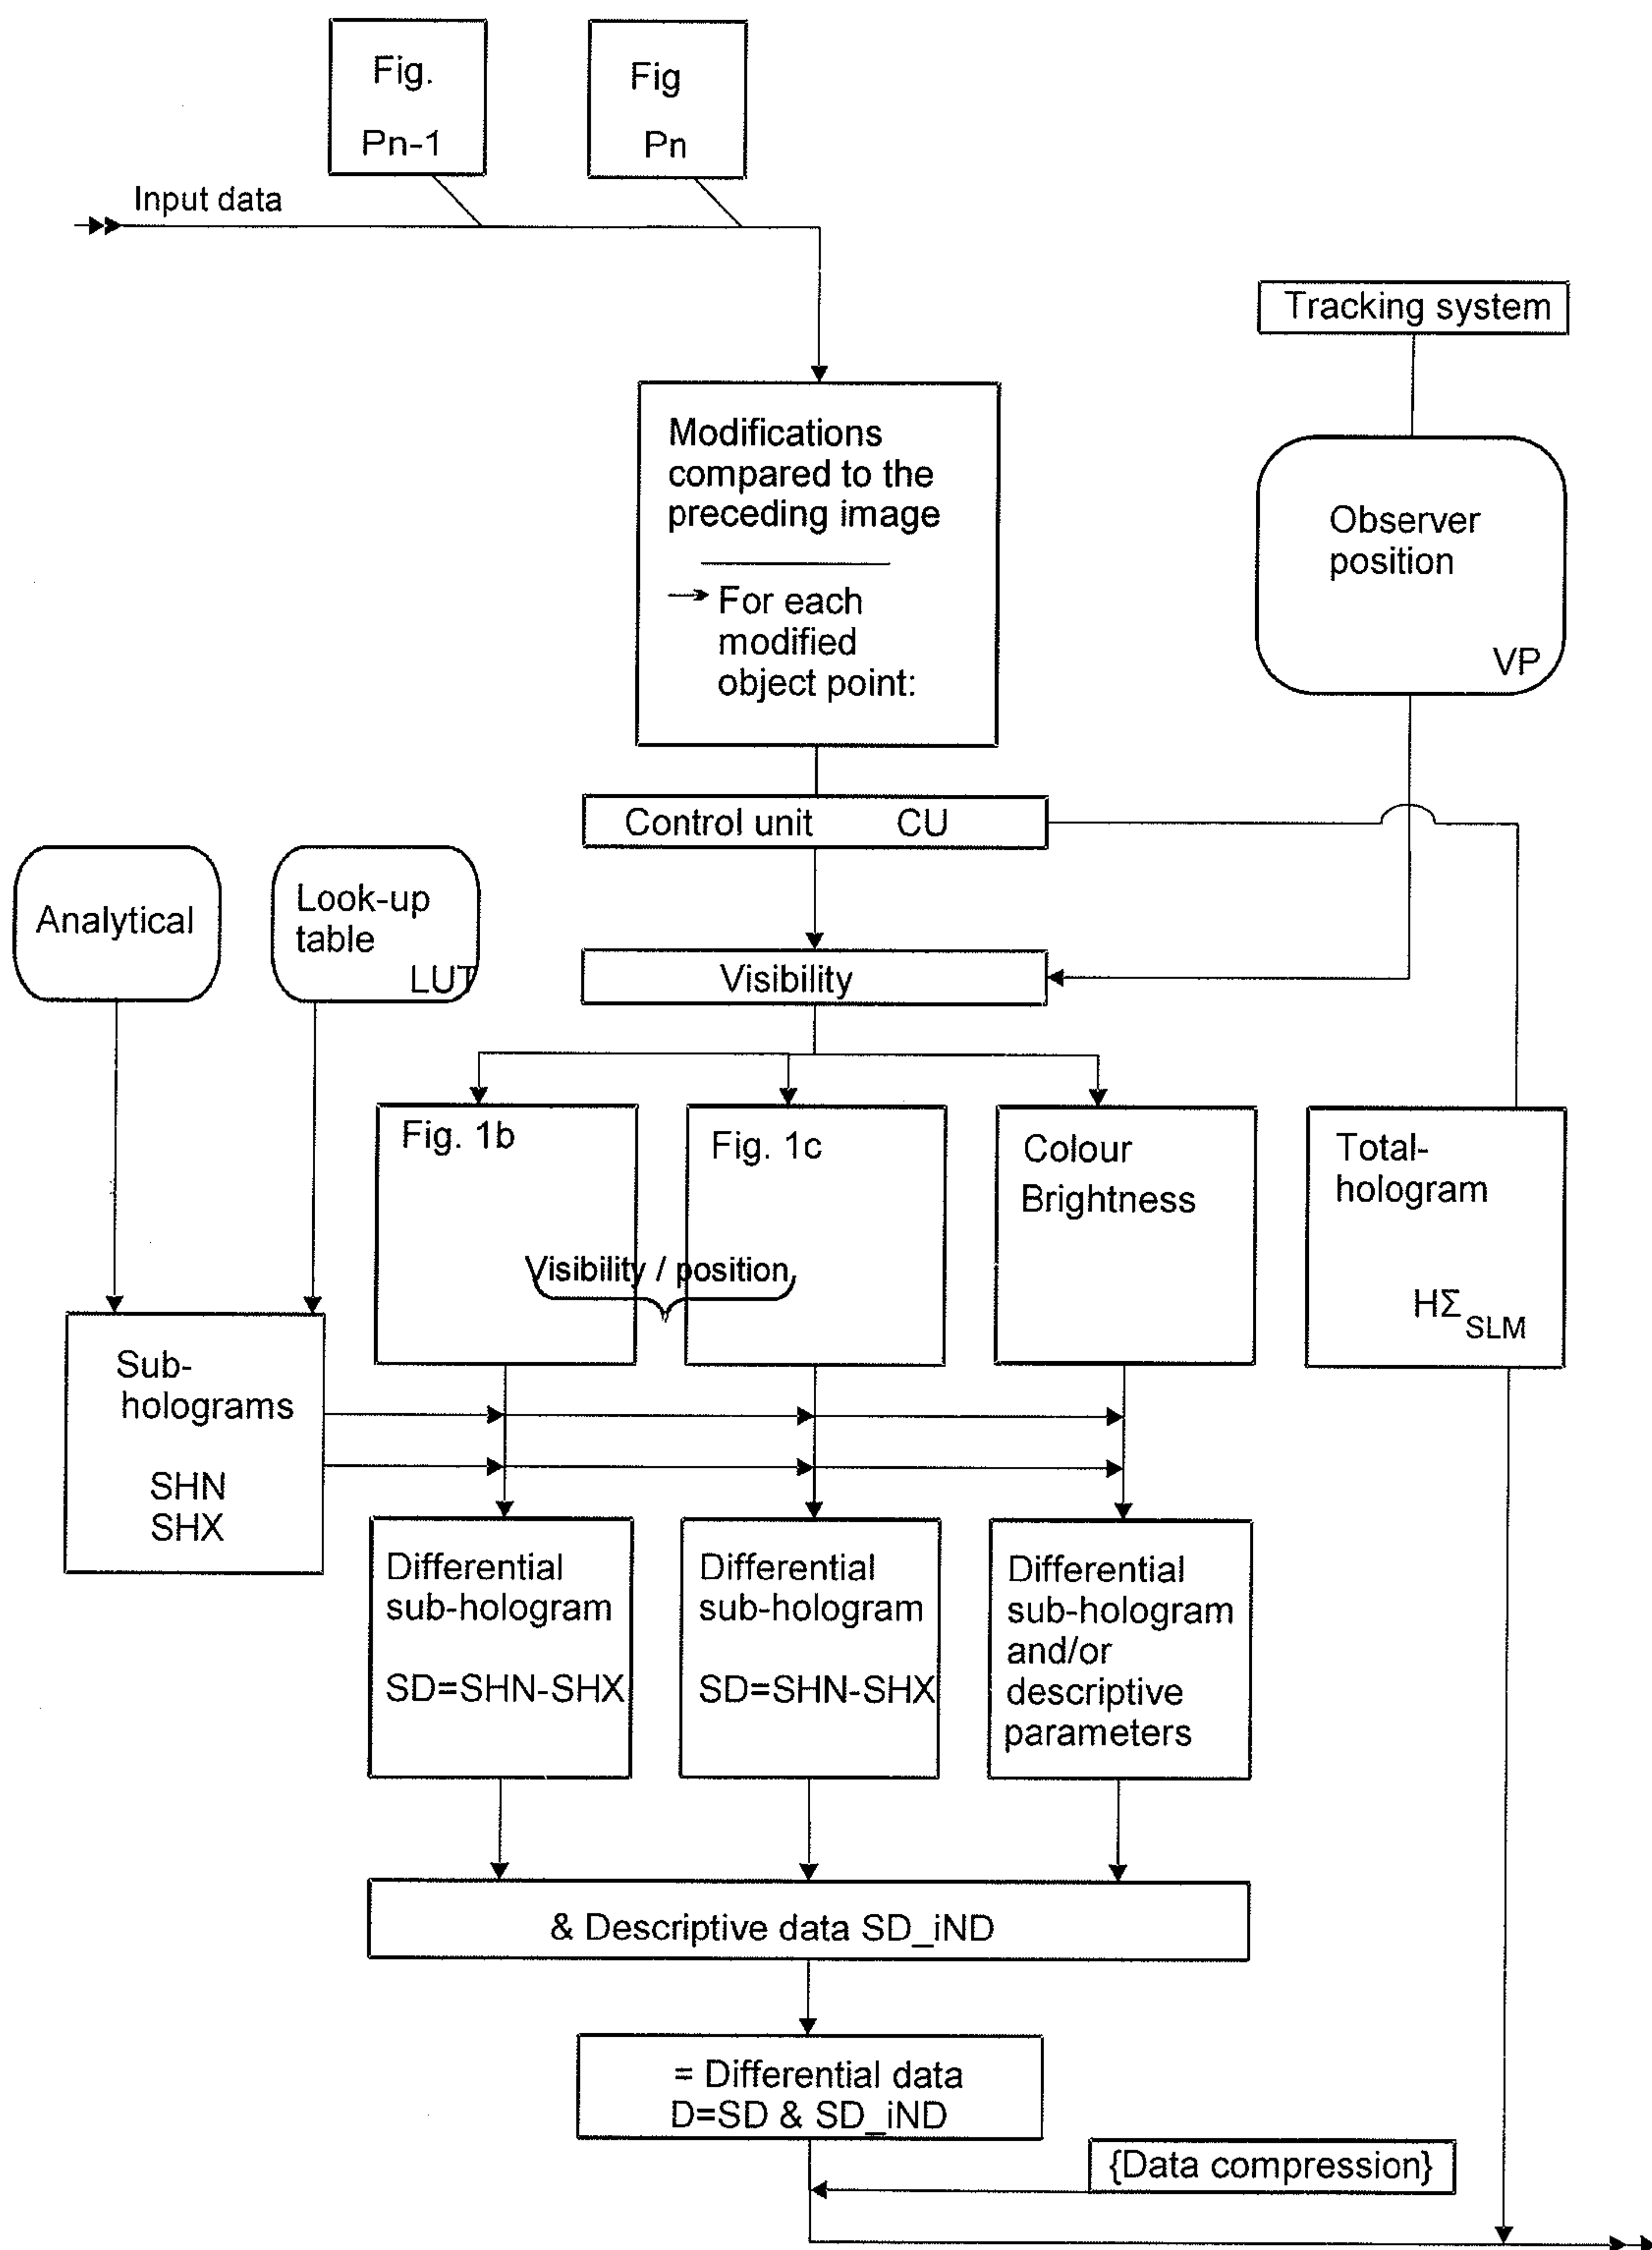 Fig.
Pn-1
Fig
Pn
Input data
Tracking system
Modifications
compared to the
preceding image
For each
modified
object point:
Observer
position
VP
Control unit CU
Analytical
Look-up
table
LUT
Visibility
Fig. 1b
Fig. 1c
Colour
Brightness
Total-
hologram
HΣSLM
Visibility / position,
Sub-
holograms
SHN
SHX
Differential
sub-hologram
SD=SHN-SHX
Differential
sub-hologram
SD=SHN-SHX
Differential
sub-hologram
and/or
descriptive
parameters
& Descriptive data SD_iND
= Differential data
D=SD & SD_iND
{Data compression}